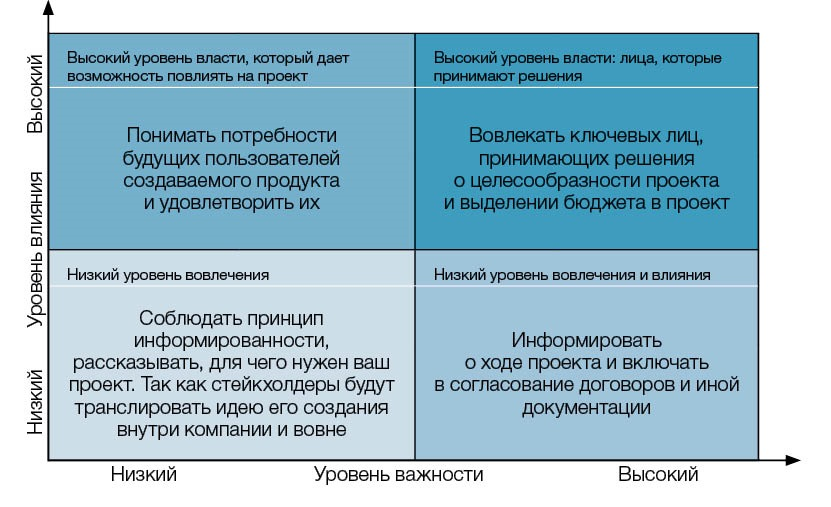 Высокий уровень власти, который дает
возможность повлиять на проект
Понимать потребности
будущих пользователей
создаваемого продукта
и удовлетворить их
Высокий уровень власти: лица, которые
принимают решения
Вовлекать ключевых лиц,
принимающих решения
о целесообразности проекта
и выделении бюджета в проект
Низкий уровень вовлечения
Соблюдать принцип
информированности,
рассказывать, для чего нужен ваш
проект. Так как стейкхолдеры будут
транслировать идею его создания
внутри компании и вовне
Низкий уровень вовлечения и влияния
Информировать
о ходе проекта и включать
в согласование договоров и иной
документации
Высокий
Уровень влияния
Низкий
Низкий
Уровень важности
Высокий